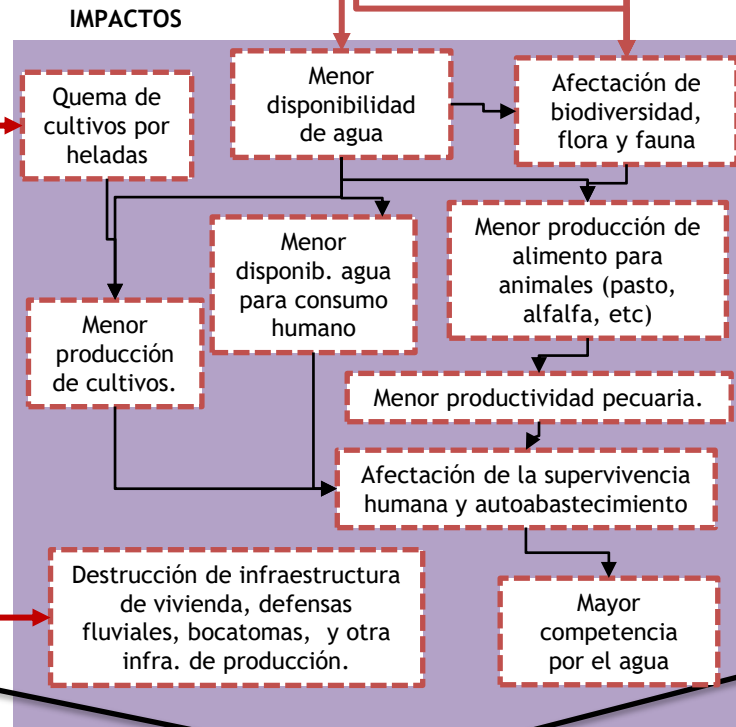 IMPACTOS
Quema de
cultivos por
heladas
Menor
disponibilidad
de agua
Afectación de
biodiversidad,
flora y fauna
Menor
disponib. agua
para consumo
humano
Menor producción de
alimento para
animales (pasto,
alfalfa, etc)
Menor
producción
de cultivos.
Menor productividad pecuaria.
Afectación de la supervivencia
humana y autoabastecimiento
Destrucción de infraestructura
de vivienda, defensas
fluviales, bocatomas, y otra
infra. de producción.
Mayor
competencia
por el agua